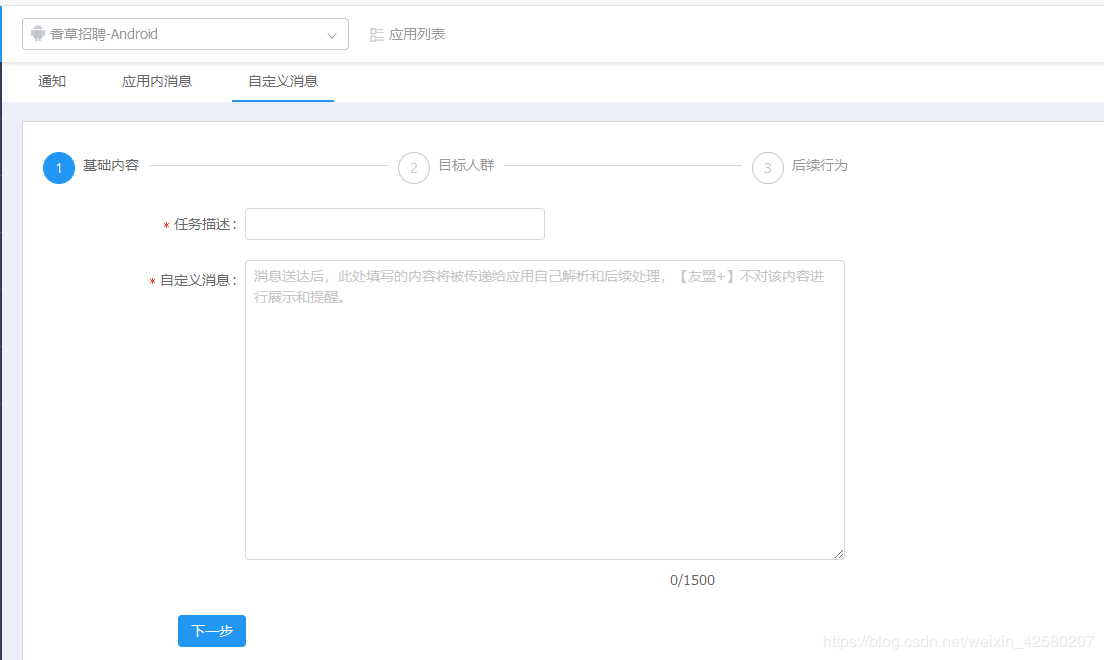 香草招聘-Android
应用列表
通知
应用内消息
自定义消息
1 基础内容
2 目标人群
3 后续行为
* 任务描述:
* 自定义消息:
消息送达后，此处填写的内容将被传递给应用自己解析和后续处理，【友盟+】不对该内容进
行展示和提醒。
0/1500
下一步
https://blog.csdn.net/weixin_42580207